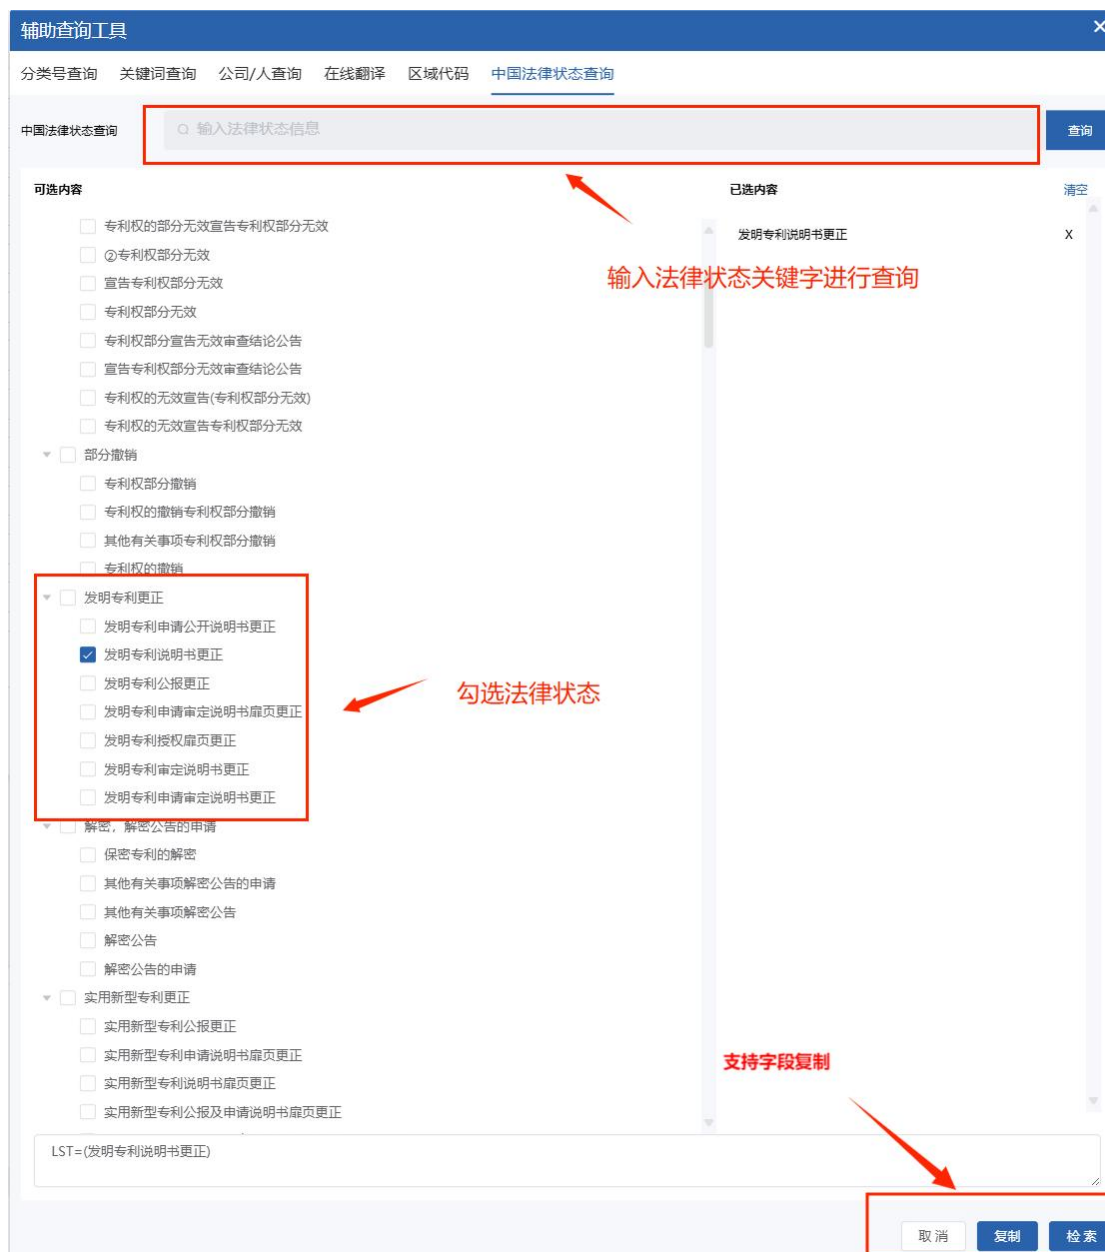 辅助查询工具
分类号查询 关键词查询 公司/人查询 在线翻译 区域代码 中国法律状态查询
中国法律状态查询 输入法律状态信息 查询
可选内容 已选内容 清空
专利权的部分无效宣告专利权部分无效
发明专利说明书更正 X
②专利权部分无效
宣告专利权部分无效
输入法律状态关键字进行查询
专利权部分无效
专利权部分宣告无效审查结论公告
宣告专利权部分无效审查结论公告
专利权的无效宣告(专利权部分无效)
专利权的无效宣告专利权部分无效
部分撤销
专利权部分撤销
专利权的撤销专利权部分撤销
其他有关事项专利权部分撤销
专利权的撤销
发明专利更正
发明专利申请公开说明书更正
发明专利说明书更正
发明专利公报更正
勾选法律状态
发明专利申请审定说明书扉页更正
发明专利授权扉页更正
发明专利审定说明书更正
发明专利申请审定说明书更正
解密，解密公告的申请
保密专利的解密
其他有关事项解密公告的申请
其他有关事项解密公告
解密公告
解密公告的申请
实用新型专利更正
实用新型专利公报更正
实用新型专利申请说明书扉页更正
支持字段复制
实用新型专利说明书扉页更正
实用新型专利公报及申请说明书扉页更正
LST=(发明专利说明书更正)
取消 复制 检索